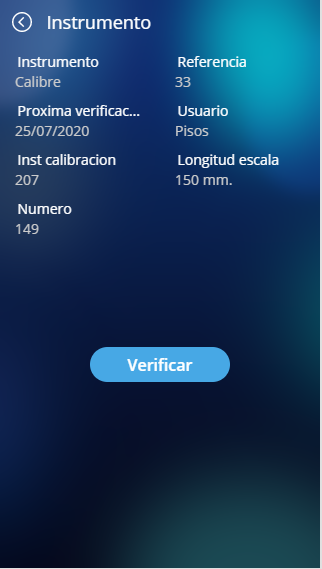 Instrumento
Instrumento Referencia
Calibre 33
Proxima verificac... Usuario
25/07/2020 Pisos
Inst calibracion Longitud escala
207 150 mm.
Numero
149
Verificar